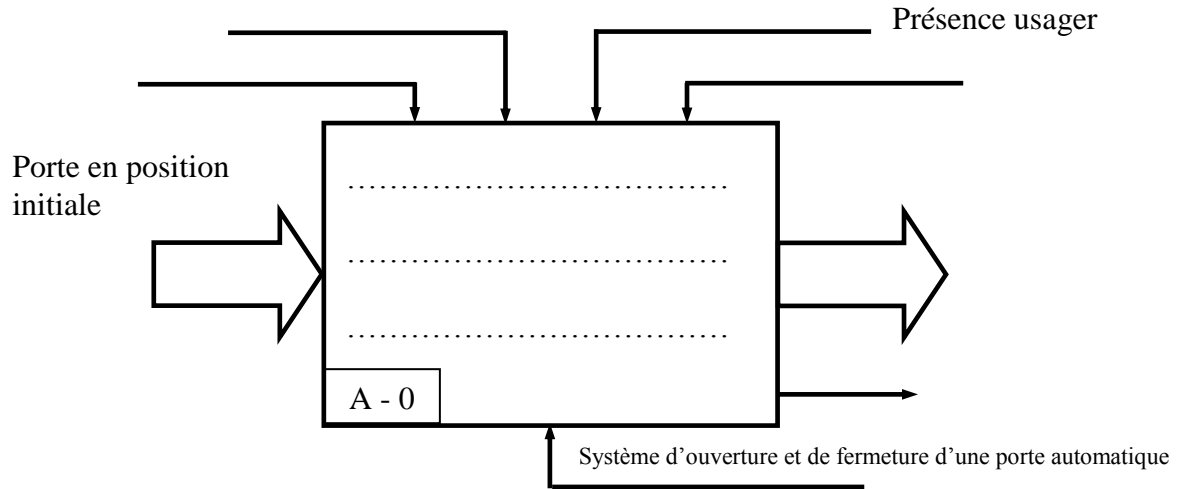 Présence usager
Porte en position
initiale
A - 0
Système d’ouverture et de fermeture d’une porte automatique